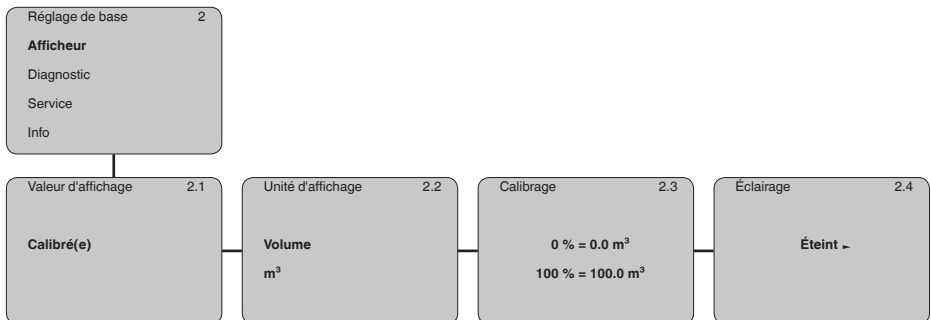 Réglage de base 2
Afficheur
Diagnostic
Service
Info
Valeur d'affichage 2.1
Calibré(e)
Unité d'affichage 2.2
Volume
m³
Calibrage 2.3
0 % = 0.0 m³
100 % = 100.0 m³
Éclairage 2.4
Éteint ►